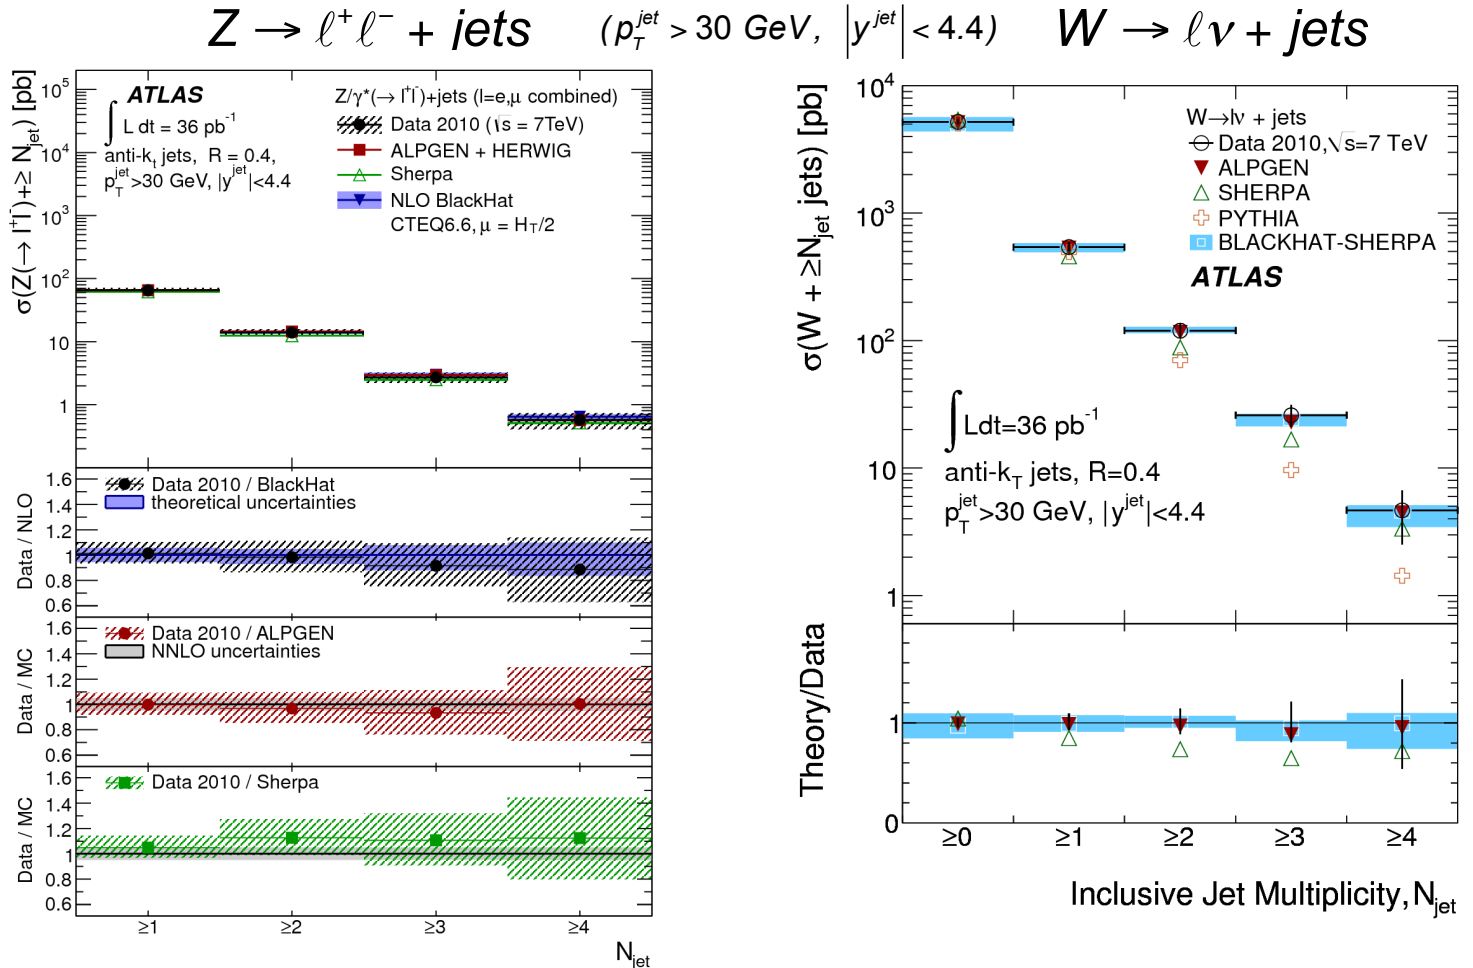 Z → ℓ⁺ℓ⁻ + jets
(p_T^jet > 30 GeV, |y^jet| < 4.4)
W → ℓν + jets
σ(Z(→ l⁺l⁻)+≥ N_jet) [pb]
10⁵
10⁴
10³
10²
10
1
ATLAS
∫ L dt = 36 pb⁻¹
anti-k_t jets, R = 0.4,
p_T^jet>30 GeV, |y^jet|<4.4
Z/γ*(→ l⁺l⁻)+jets (l=e,μ combined)
Data 2010 (√s = 7TeV)
ALPGEN + HERWIG
Sherpa
NLO BlackHat
CTEQ6.6, μ = H_T/2
Data / NLO
1.6
1.4
1.2
1
0.8
0.6
Data 2010 / BlackHat
theoretical uncertainties
Data / MC
1.6
1.4
1.2
1
0.8
0.6
Data 2010 / ALPGEN
NNLO uncertainties
Data / MC
1.6
1.4
1.2
1
0.8
0.6
Data 2010 / Sherpa
≥1 ≥2 ≥3 ≥4
N_jet
σ(W + ≥N_jet jets) [pb]
10⁴
10³
10²
10
1
W→lν + jets
Data 2010,√s=7 TeV
ALPGEN
SHERPA
PYTHIA
BLACKHAT-SHERPA
ATLAS
∫ Ldt=36 pb⁻¹
anti-k_T jets, R=0.4
p_T^jet>30 GeV, |y^jet|<4.4
Theory/Data
1
0
≥0 ≥1 ≥2 ≥3 ≥4
Inclusive Jet Multiplicity, N_jet